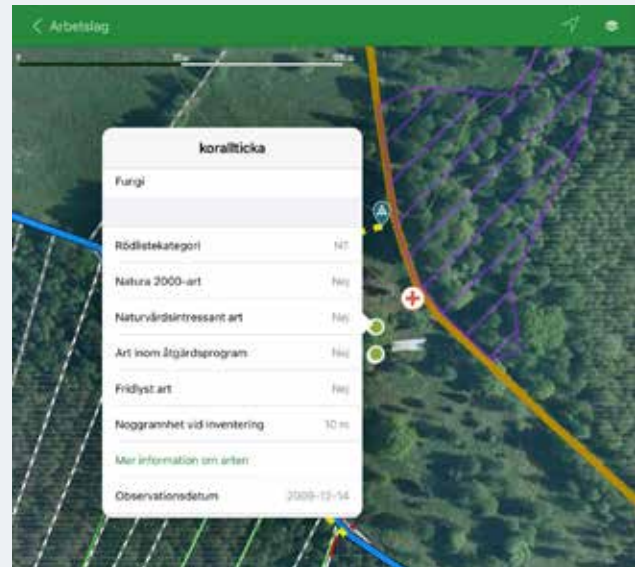 Arbetslag
korallticka
Fungi
Rödlistekategori NT
Natura 2000-art Nej
Naturvårdsintressant art Nej
Art inom åtgärdsprogram Nej
Fridlyst art Nej
Noggrannhet vid inventering 10 m
Mer information om arten
Observationsdatum 2009-12-14